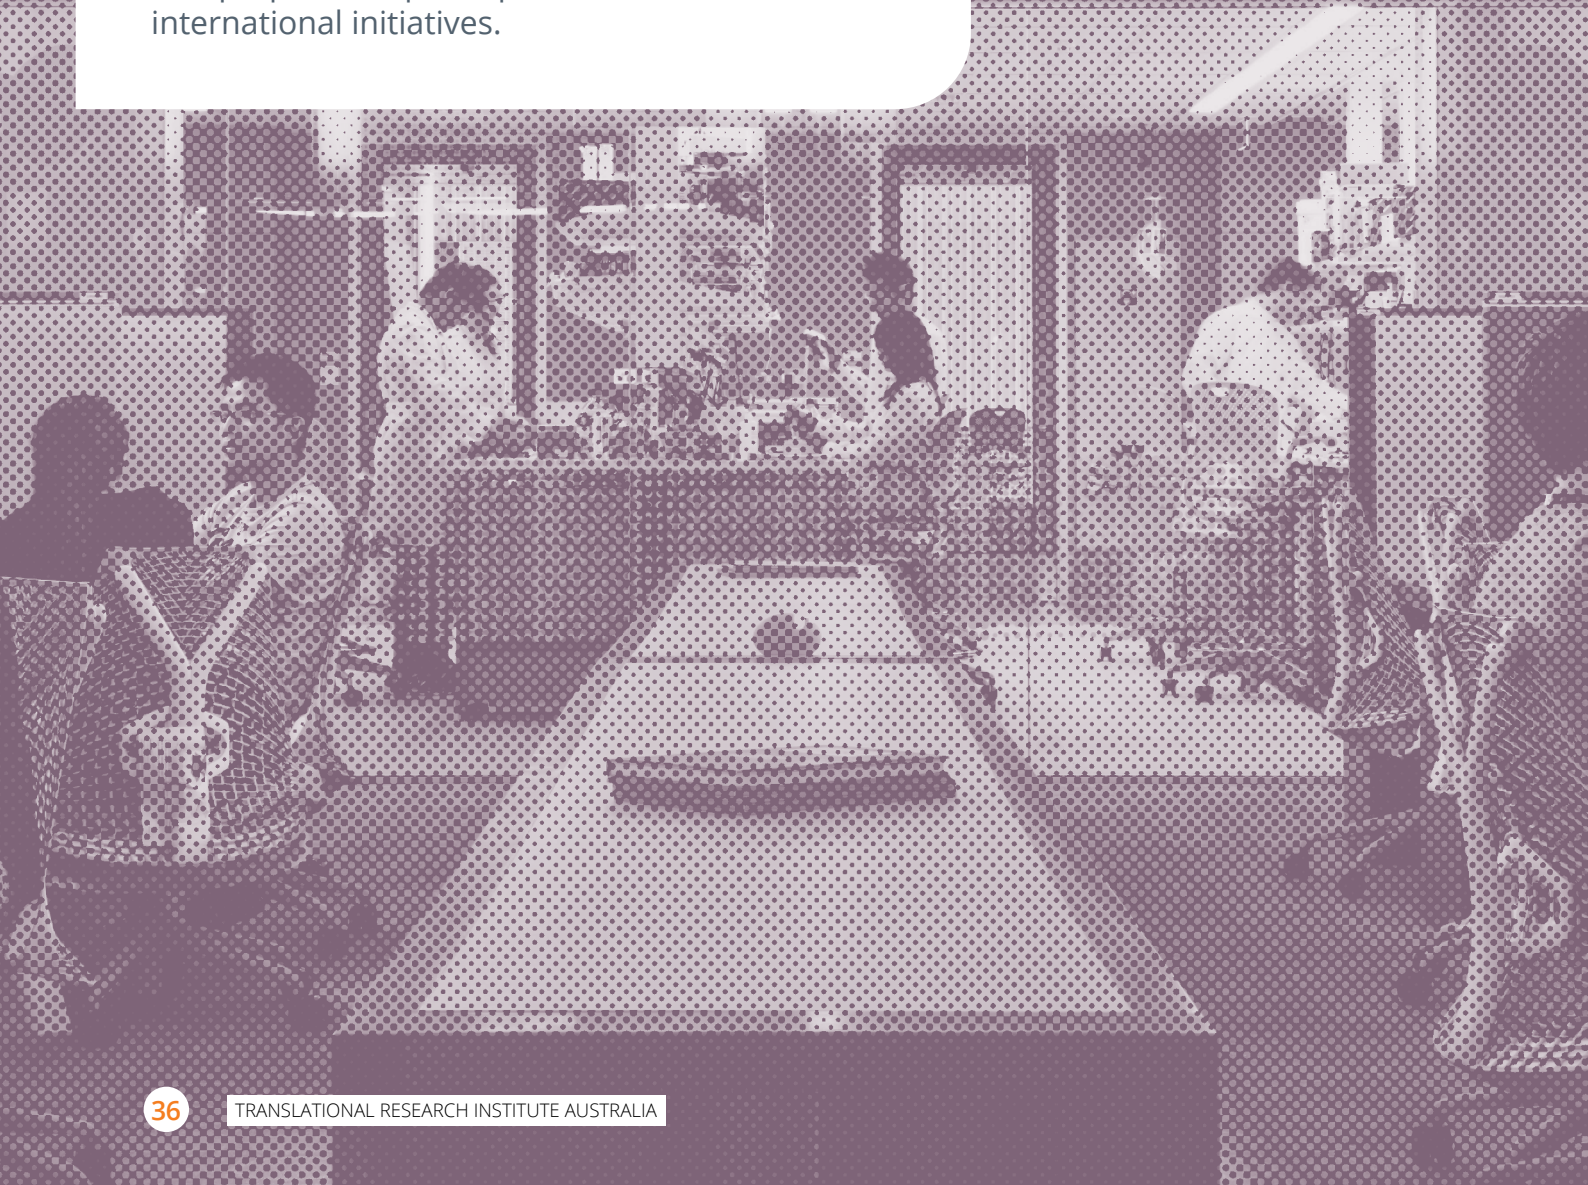 international initiatives.
36
TRANSLATIONAL RESEARCH INSTITUTE AUSTRALIA